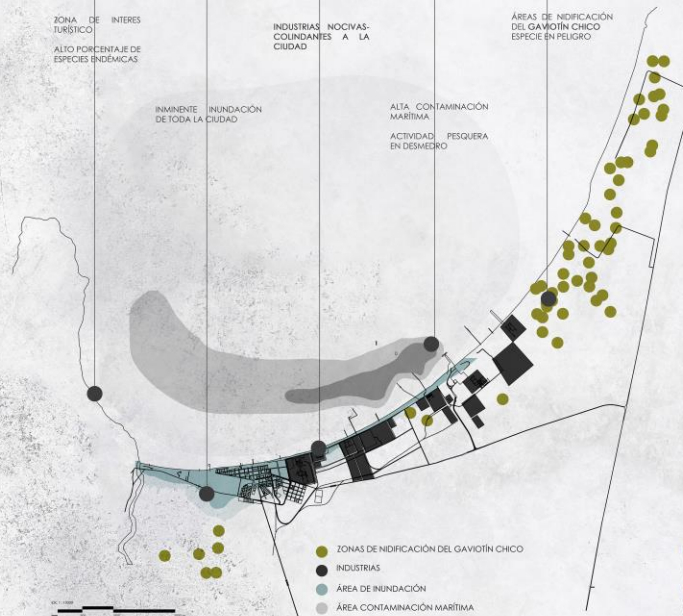 ZONA DE INTERES
TURÍSTICO
ALTO PORCENTAJE DE
ESPECIES ENDÉMICAS
INMINENTE INUNDACIÓN
DE TODA LA CIUDAD
INDUSTRIAS NOCIVAS-
COLINDANTES A LA
CIUDAD
ALTA CONTAMINACIÓN
MARÍTIMA
ACTIVIDAD PESQUERA
EN DESMEDRO
ÁREAS DE NIDIFICACIÓN
DEL GAVIOTÍN CHICO
ESPECIE EN PELIGRO
ZONAS DE NIDIFICACIÓN DEL GAVIOTÍN CHICO
INDUSTRIAS
ÁREA DE INUNDACIÓN
ÁREA CONTAMINACIÓN MARÍTIMA